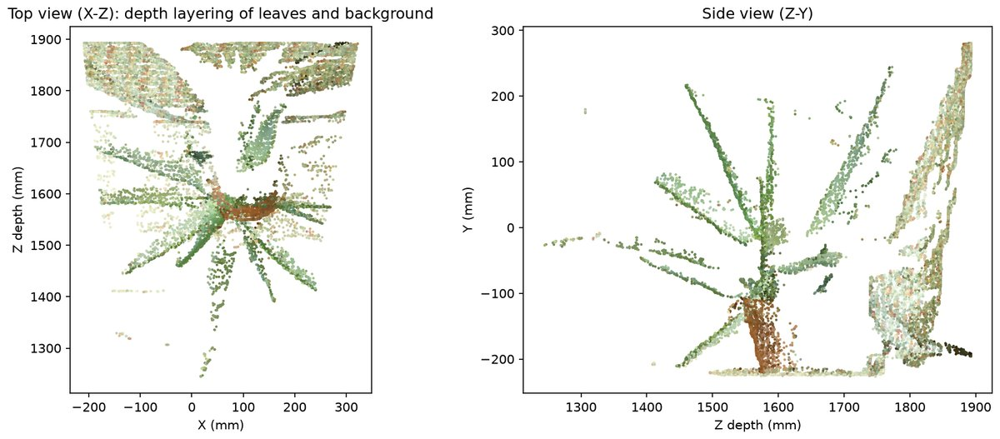 Top view (X-Z): depth layering of leaves and background
1900
1800
1700
1600
1500
1400
1300
Z depth (mm)
−200 −100 0 100 200 300
X (mm)
Side view (Z-Y)
300
200
100
0
−100
−200
Y (mm)
1300 1400 1500 1600 1700 1800 1900
Z depth (mm)